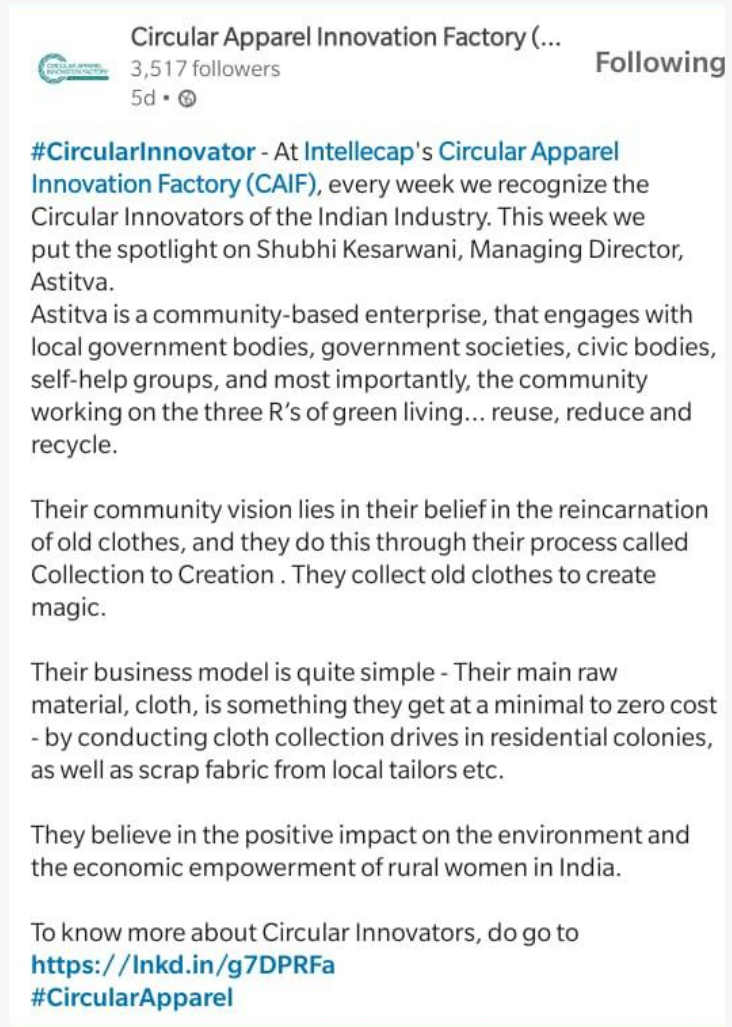 Circular Apparel Innovation Factory (...
3,517 followers
Following
5d •
CIRCULAR APPAREL
INNOVATION FACTORY
#CircularInnovator - At Intellecap's Circular Apparel
Innovation Factory (CAIF), every week we recognize the
Circular Innovators of the Indian Industry. This week we
put the spotlight on Shubhi Kesarwani, Managing Director,
Astitva.
Astitva is a community-based enterprise, that engages with
local government bodies, government societies, civic bodies,
self-help groups, and most importantly, the community
working on the three R’s of green living... reuse, reduce and
recycle.
Their community vision lies in their belief in the reincarnation
of old clothes, and they do this through their process called
Collection to Creation . They collect old clothes to create
magic.
Their business model is quite simple - Their main raw
material, cloth, is something they get at a minimal to zero cost
- by conducting cloth collection drives in residential colonies,
as well as scrap fabric from local tailors etc.
They believe in the positive impact on the environment and
the economic empowerment of rural women in India.
To know more about Circular Innovators, do go to
https://lnkd.in/g7DPRFa
#CircularApparel